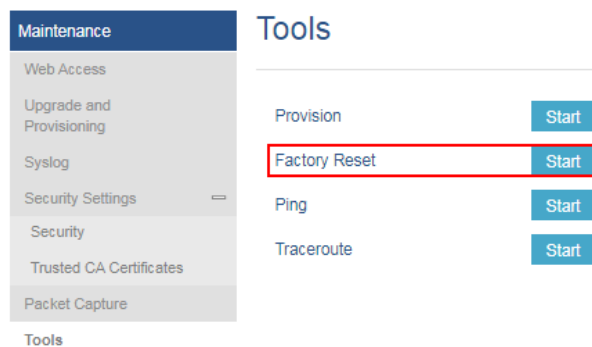 Maintenance
Web Access
Upgrade and
Provisioning
Syslog
Security Settings
Security
Trusted CA Certificates
Packet Capture
Tools
Tools
Provision Start
Factory Reset Start
Ping Start
Traceroute Start